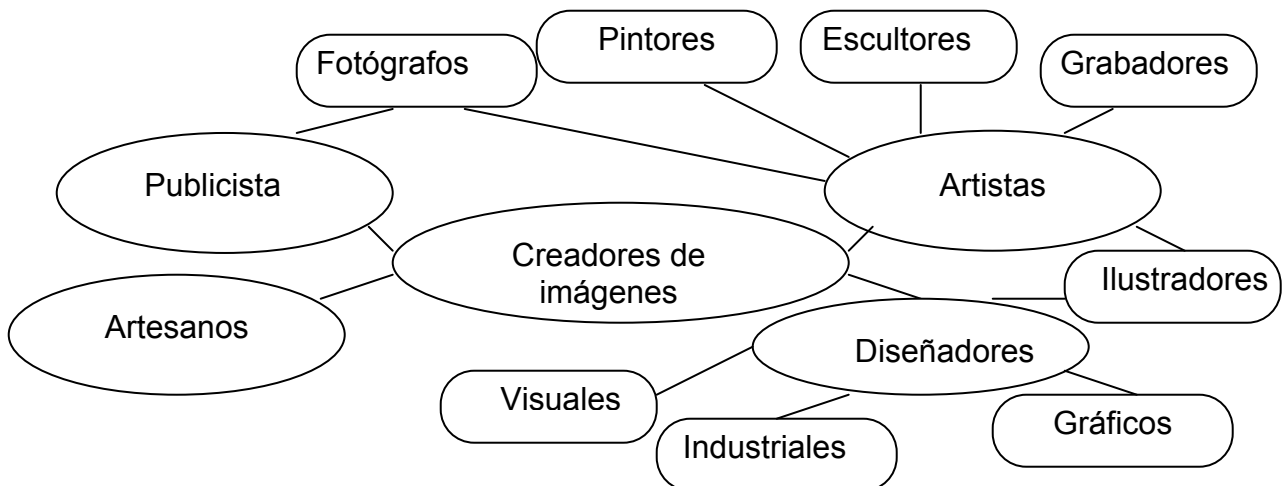 Pintores
Escultores
Fotógrafos
Grabadores
Publicista
Artistas
Creadores de
imágenes
Ilustradores
Artesanos
Diseñadores
Visuales
Gráficos
Industriales